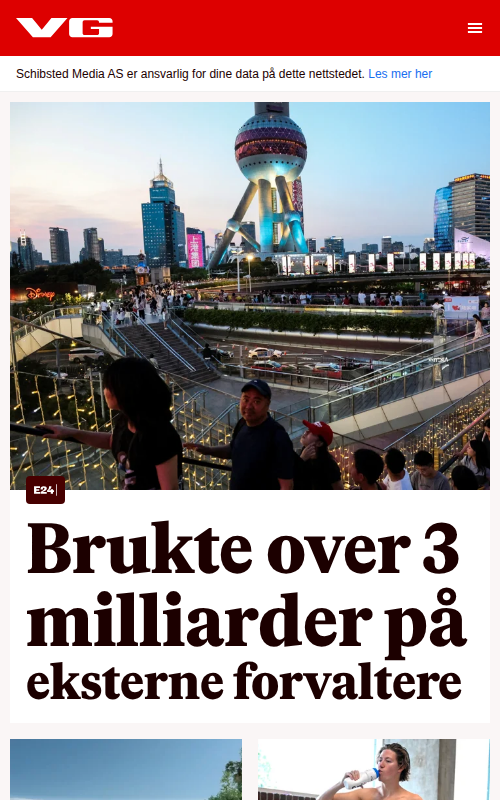 VG
Schibsted Media AS er ansvarlig for dine data på dette nettstedet. Les mer her
Disney
E24
Brukte over 3
milliarder på
eksterne forvaltere